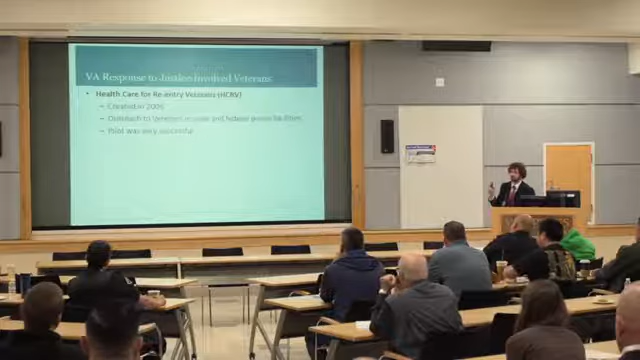 VA Response to Justice Involved Veterans
• Health Care for Re-entry Veterans (HCRV)
– Created in 2006
– Outreach to Veterans in state and federal prison facilities
– Pilot was very successful